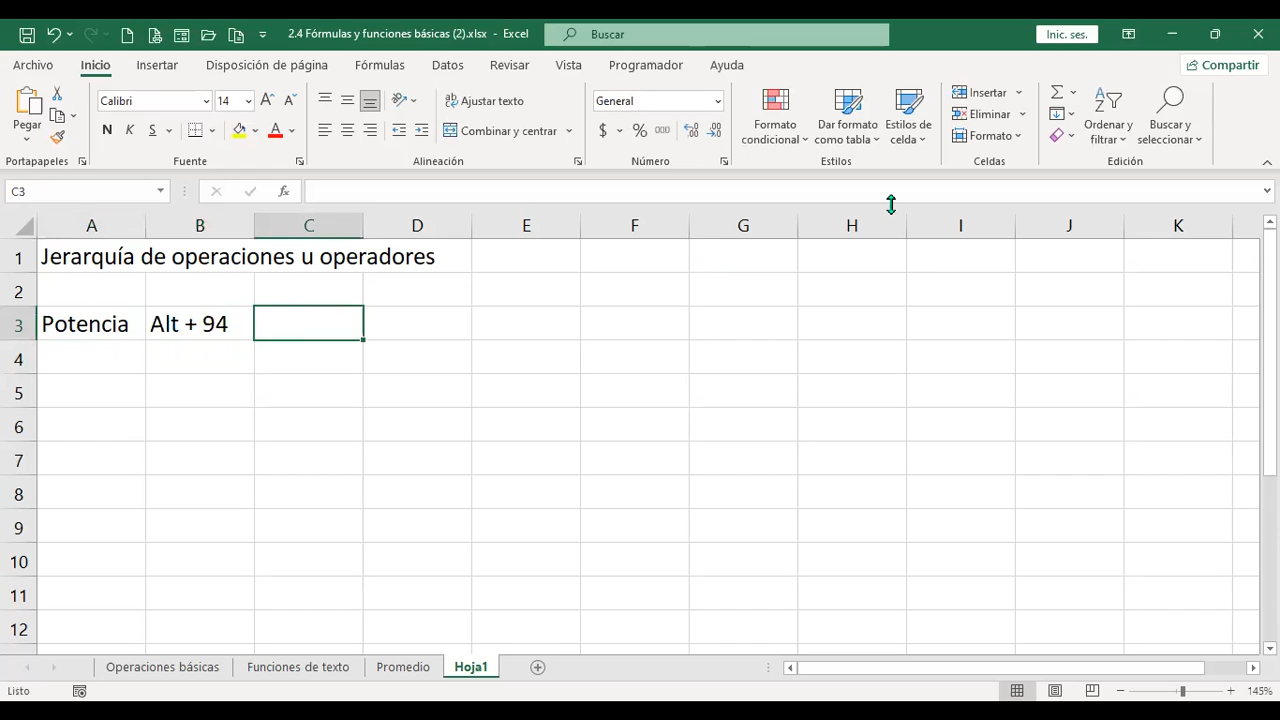 2.4 Fórmulas y funciones básicas (2).xlsx - Excel
Buscar
Inic. ses.
Archivo Inicio Insertar Disposición de página Fórmulas Datos Revisar Vista Programador Ayuda Compartir
Calibri 14 Ajustar texto General Insertar
Pegar N K S Combinar y centrar $ % 000 Formato condicional Dar formato como tabla Estilos de celda Eliminar Ordenar y filtrar Buscar y seleccionar
Formato
Portapapeles Fuente Alineación Número Estilos Celdas Edición
C3 fx
A B C D E F G H I J K
1 Jerarquía de operaciones u operadores
2
3 Potencia Alt + 94
4
5
6
7
8
9
10
11
12
Operaciones básicas Funciones de texto Promedio Hoja1
Listo 145%